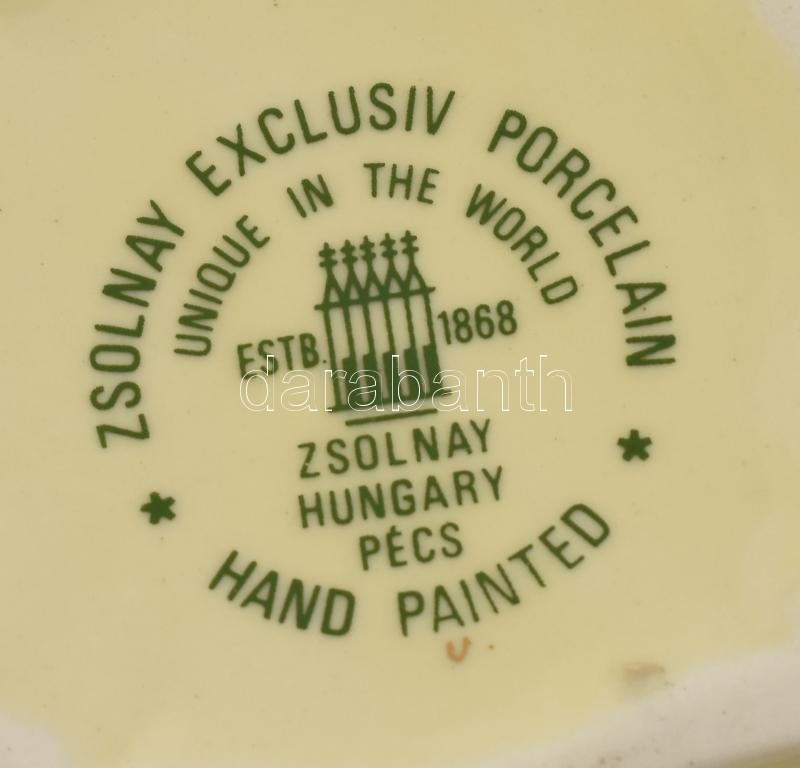 ZSOLNAY EXCLUSIV PORCELAIN
UNIQUE IN THE WORLD
ESTB. 1868
darabanth
ZSOLNAY
HUNGARY
PÉCS
* HAND PAINTED *